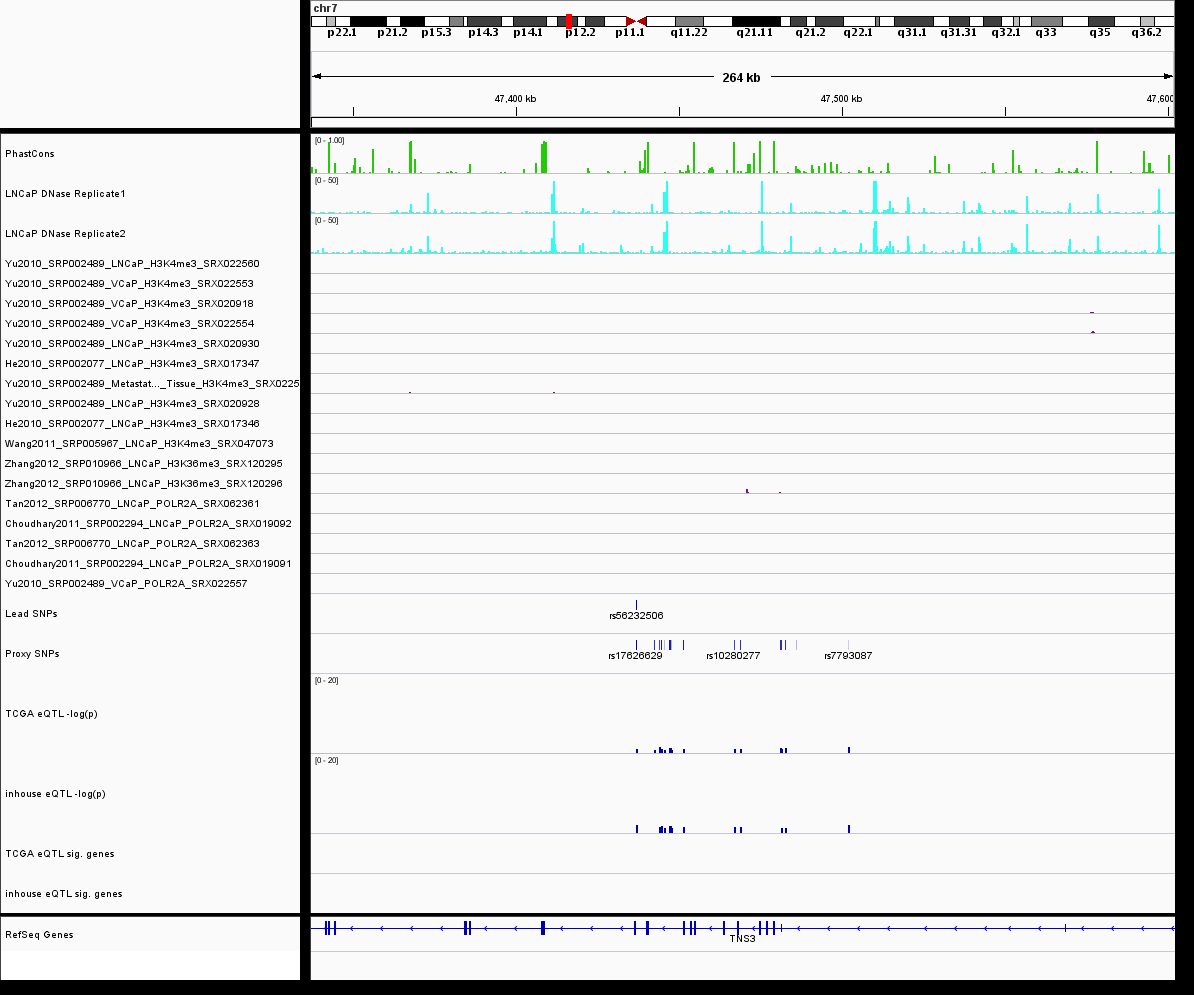 chr7
p22.1 p21.2 p15.3 p14.3 p14.1 p12.2 p11.1 q11.22 q21.11 q21.2 q22.1 q31.1 q31.31 q32.1 q33 q35 q36.2
264 kb
47,400 kb 47,500 kb 47,600
PhastCons
[0 - 1.00]
LNCaP DNase Replicate1
[0 - 50]
LNCaP DNase Replicate2
[0 - 50]
Yu2010_SRP002489_LNCaP_H3K4me3_SRX022560
Yu2010_SRP002489_VCaP_H3K4me3_SRX022553
Yu2010_SRP002489_VCaP_H3K4me3_SRX020918
Yu2010_SRP002489_VCaP_H3K4me3_SRX022554
Yu2010_SRP002489_LNCaP_H3K4me3_SRX020930
He2010_SRP002077_LNCaP_H3K4me3_SRX017347
Yu2010_SRP002489_Metastat..._Tissue_H3K4me3_SRX0225
Yu2010_SRP002489_LNCaP_H3K4me3_SRX020928
He2010_SRP002077_LNCaP_H3K4me3_SRX017346
Wang2011_SRP005967_LNCaP_H3K4me3_SRX047073
Zhang2012_SRP010966_LNCaP_H3K36me3_SRX120295
Zhang2012_SRP010966_LNCaP_H3K36me3_SRX120296
Tan2012_SRP006770_LNCaP_POLR2A_SRX062361
Choudhary2011_SRP002294_LNCaP_POLR2A_SRX019092
Tan2012_SRP006770_LNCaP_POLR2A_SRX062363
Choudhary2011_SRP002294_LNCaP_POLR2A_SRX019091
Yu2010_SRP002489_VCaP_POLR2A_SRX022557
Lead SNPs
rs56232506
Proxy SNPs
rs17626629 rs10280277 rs7793087
[0 - 20]
TCGA eQTL -log(p)
[0 - 20]
inhouse eQTL -log(p)
TCGA eQTL sig. genes
inhouse eQTL sig. genes
RefSeq Genes
TNS3